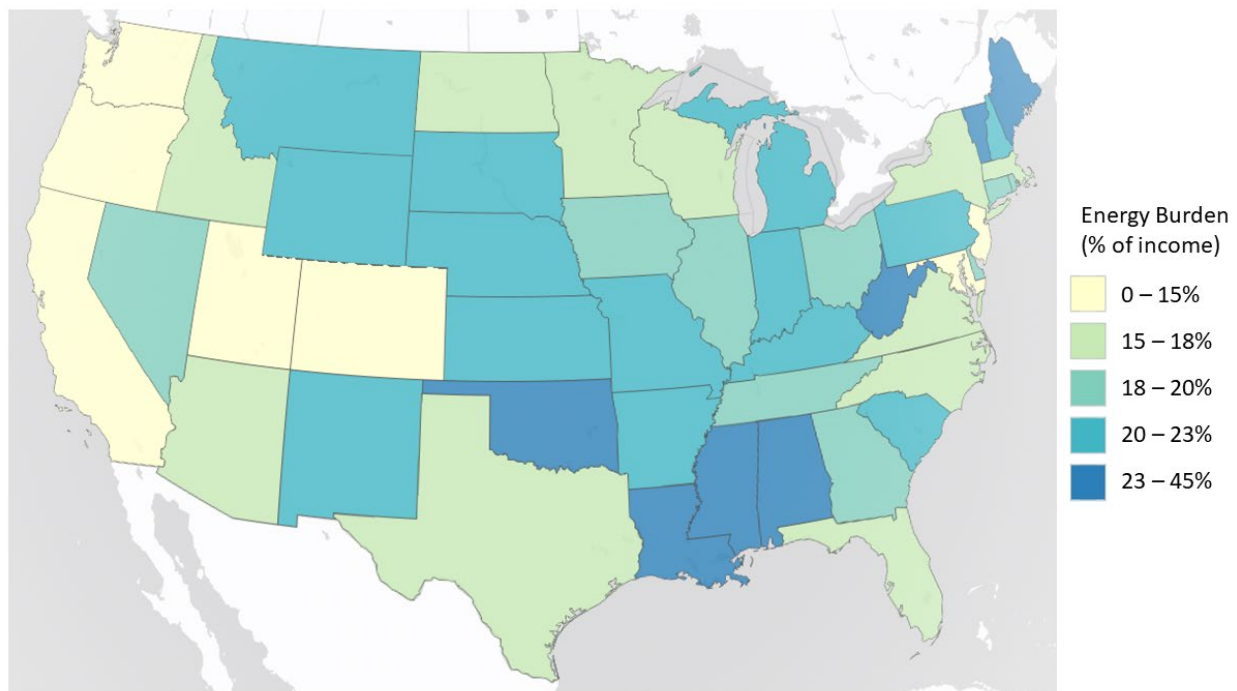 Energy Burden
(% of income)
0 – 15%
15 – 18%
18 – 20%
20 – 23%
23 – 45%